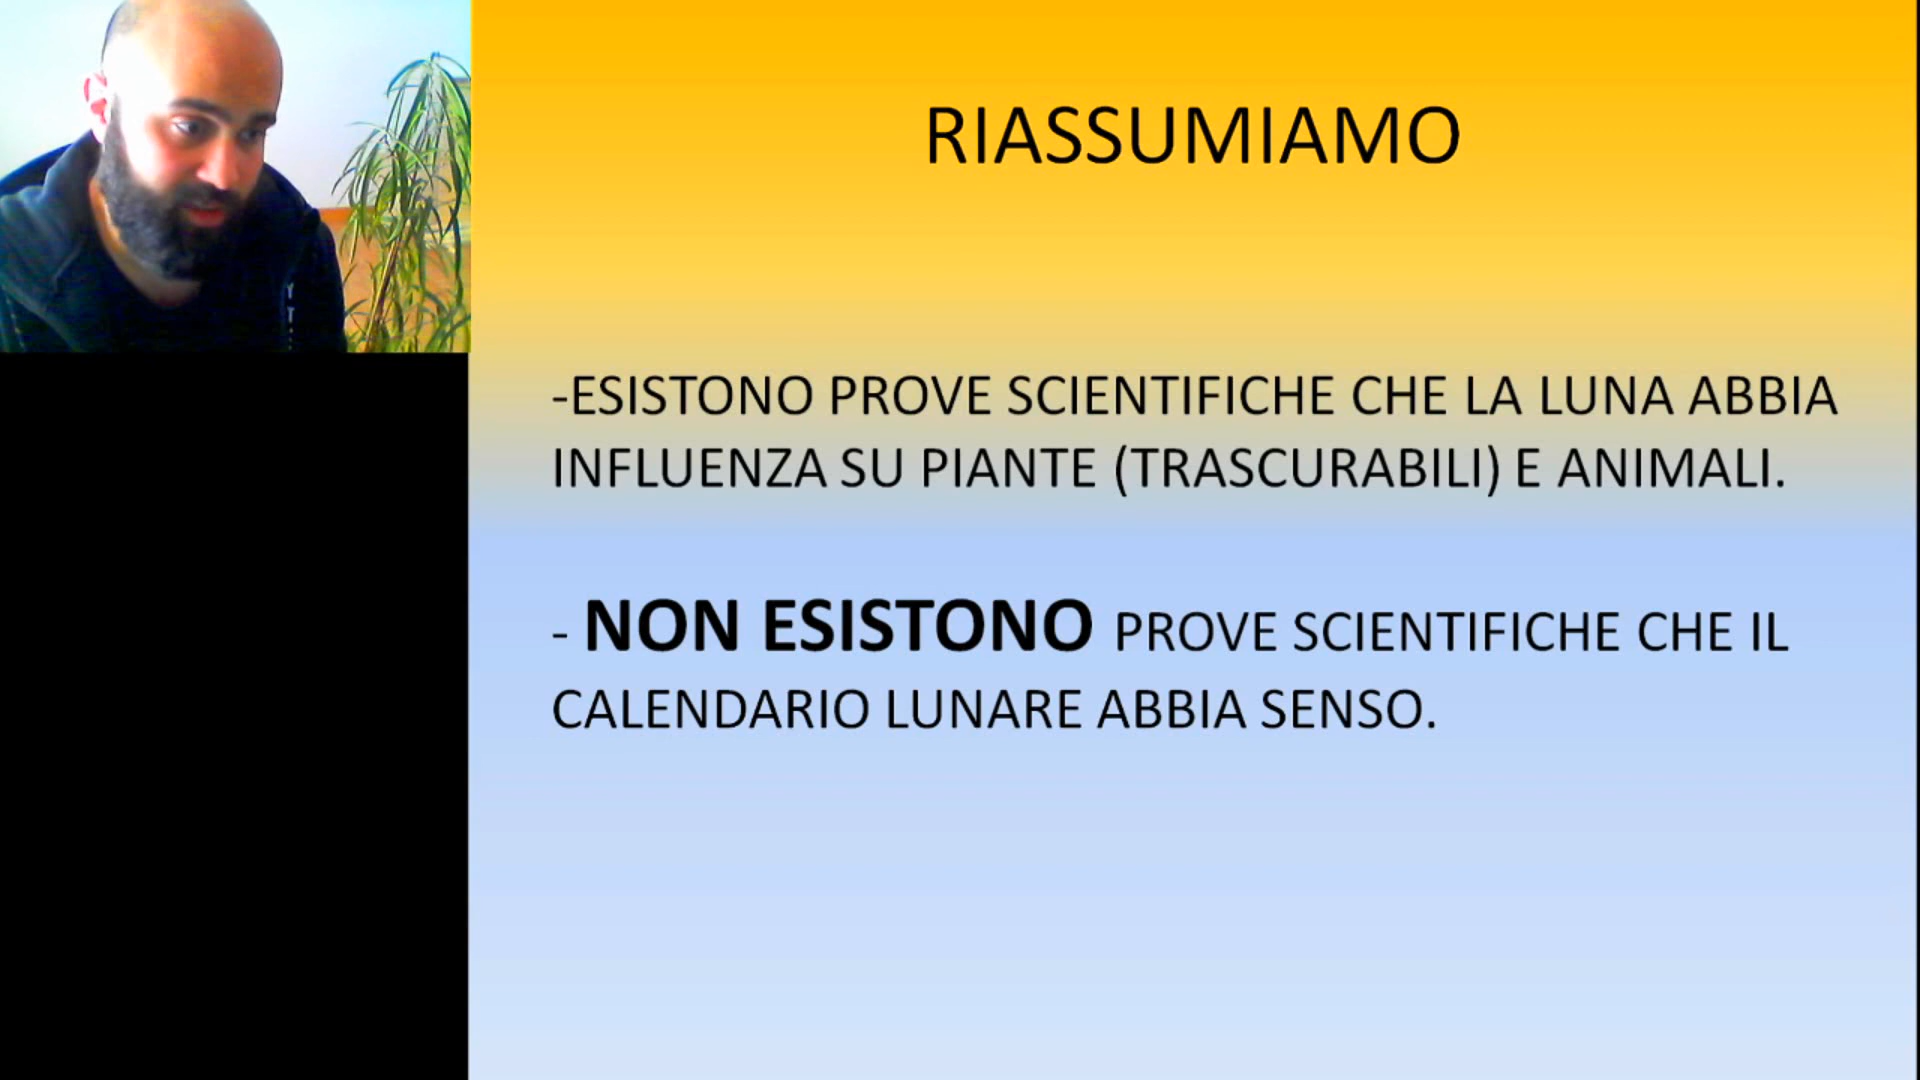 RIASSUMIAMO
-ESISTONO PROVE SCIENTIFICHE CHE LA LUNA ABBIA
INFLUENZA SU PIANTE (TRASCURABILI) E ANIMALI.
- NON ESISTONO PROVE SCIENTIFICHE CHE IL
CALENDARIO LUNARE ABBIA SENSO.